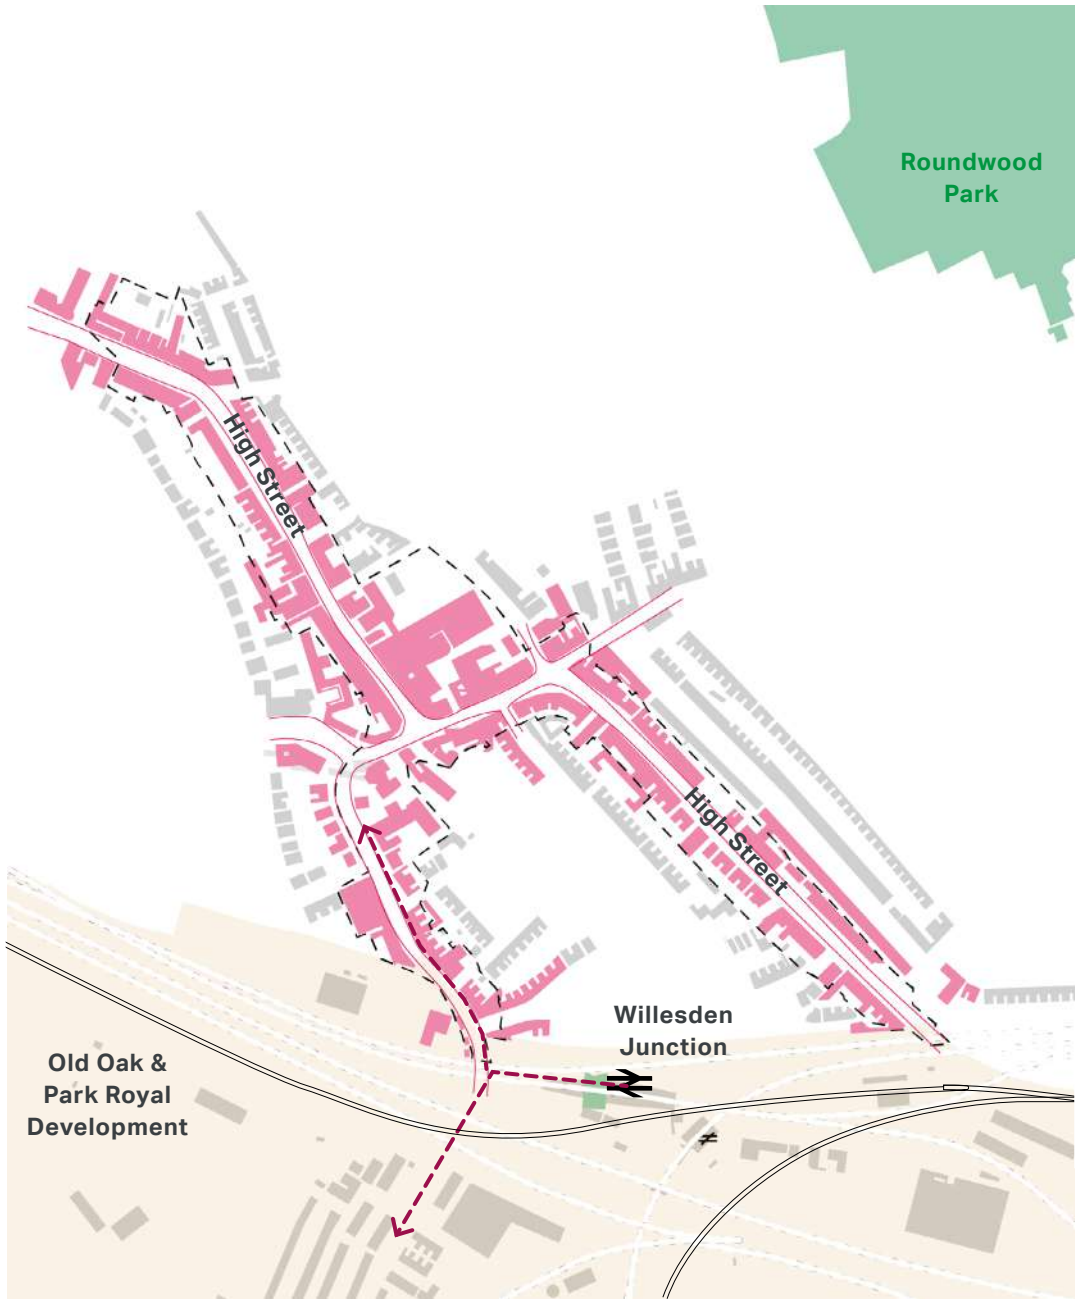 Roundwood
Park
High Street
High Street
Willesden
Junction
Old Oak &
Park Royal
Development